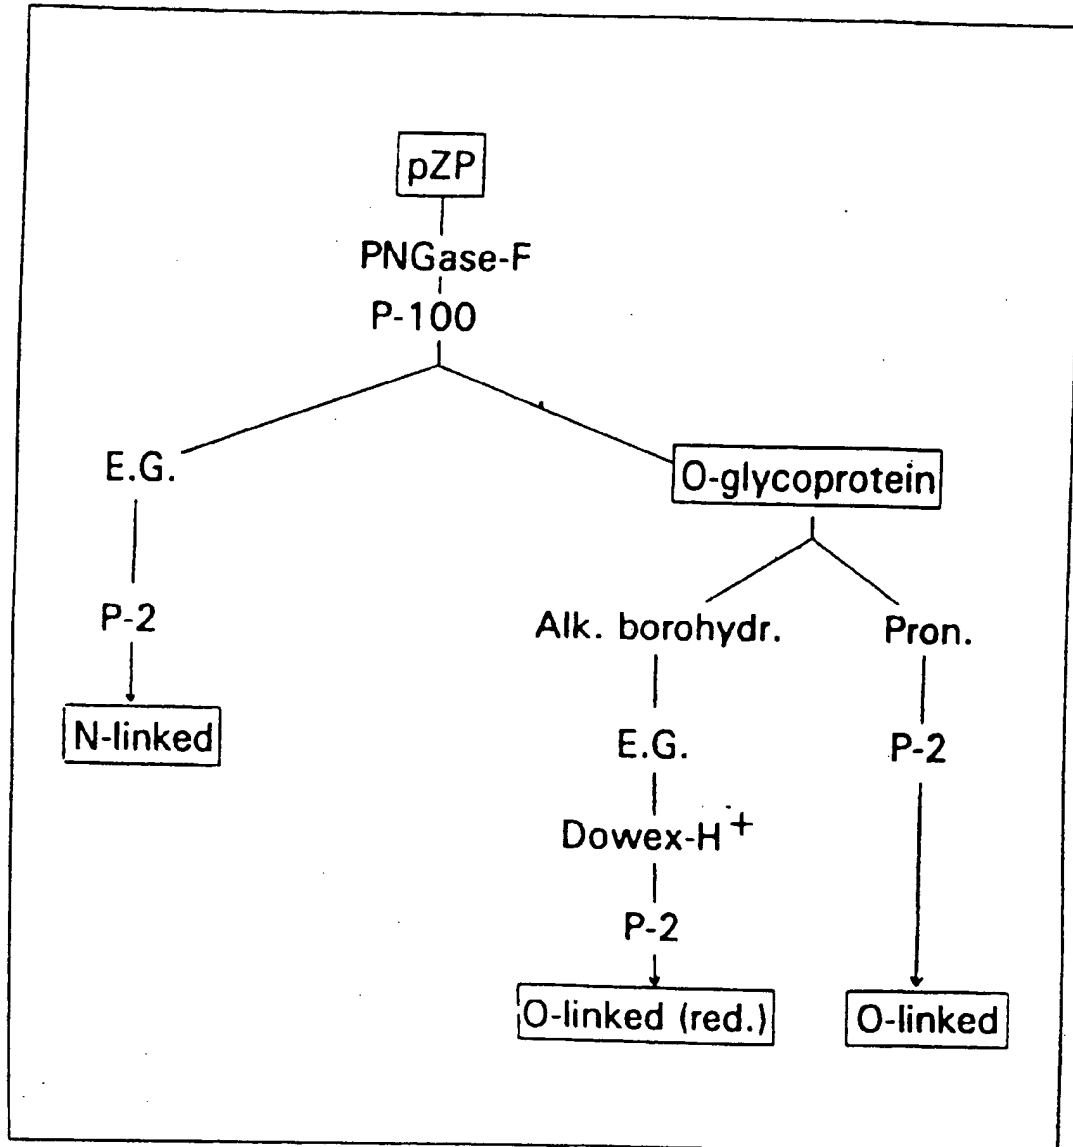 pZP
PNGase-F
P-100
E.G.
O-glycoprotein
P-2
Alk. borohydr.
Pron.
N-linked
E.G.
P-2
Dowex-H+
P-2
O-linked (red.)
O-linked